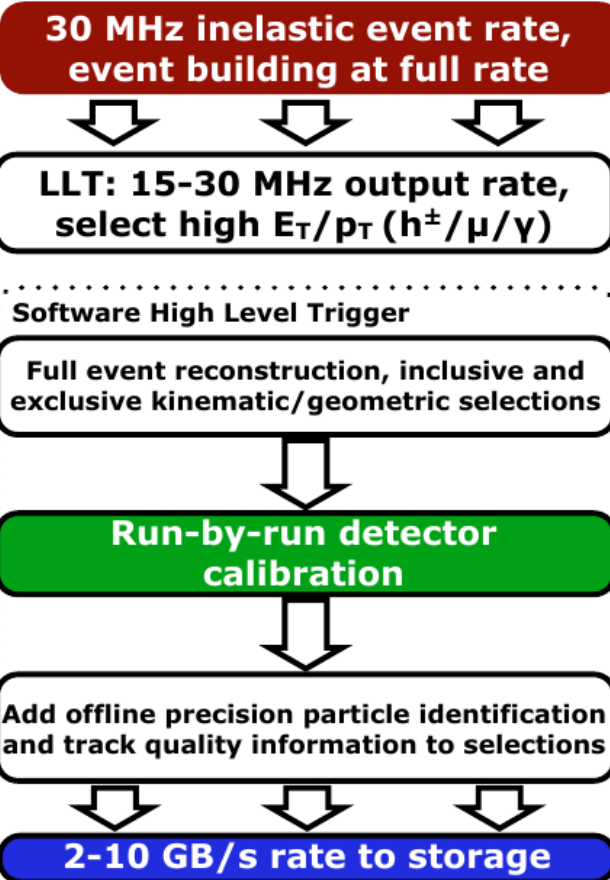 30 MHz inelastic event rate,
event building at full rate
LLT: 15-30 MHz output rate,
select high E_T/p_T (h^±/μ/γ)
Software High Level Trigger
Full event reconstruction, inclusive and
exclusive kinematic/geometric selections
Run-by-run detector
calibration
Add offline precision particle identification
and track quality information to selections
2-10 GB/s rate to storage